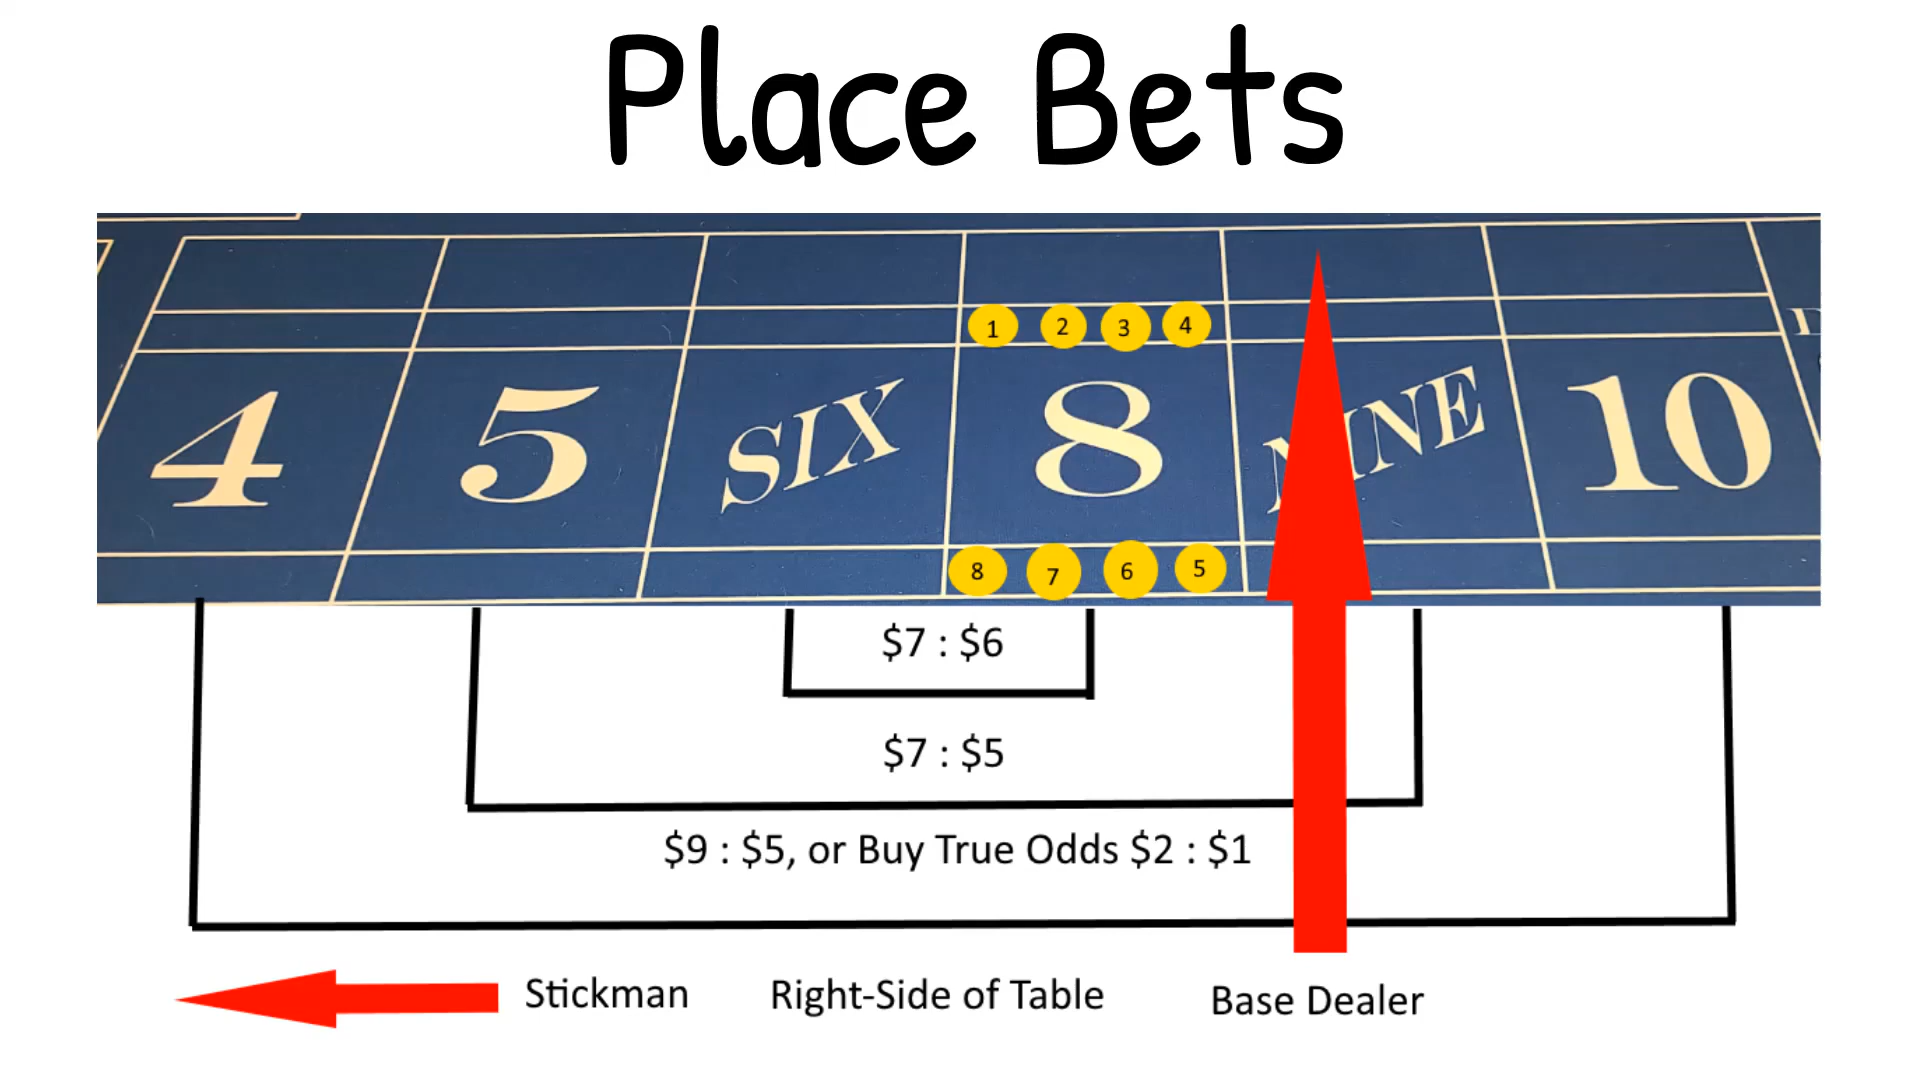 Place Bets
1 2 3 4
4 5 SIX 8 NINE 10
8 7 6 5
$7 : $6
$7 : $5
$9 : $5, or Buy True Odds $2 : $1
Stickman Right-Side of Table Base Dealer